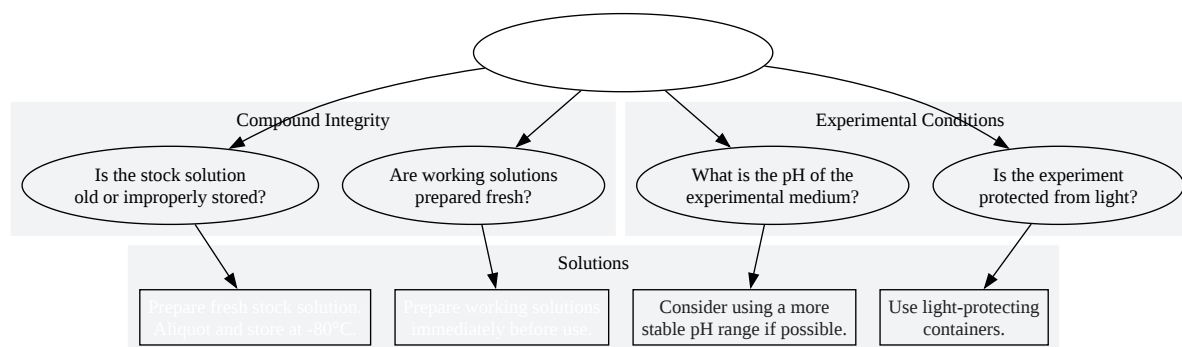 Compound Integrity
Experimental Conditions
Is the stock solution
old or improperly stored?
Are working solutions
prepared fresh?
What is the pH of the
experimental medium?
Is the experiment
protected from light?
Solutions
Prepare fresh stock solution.
Aliquot and store at -80°C.
Prepare working solutions
immediately before use.
Consider using a more
stable pH range if possible.
Use light-protecting
containers.